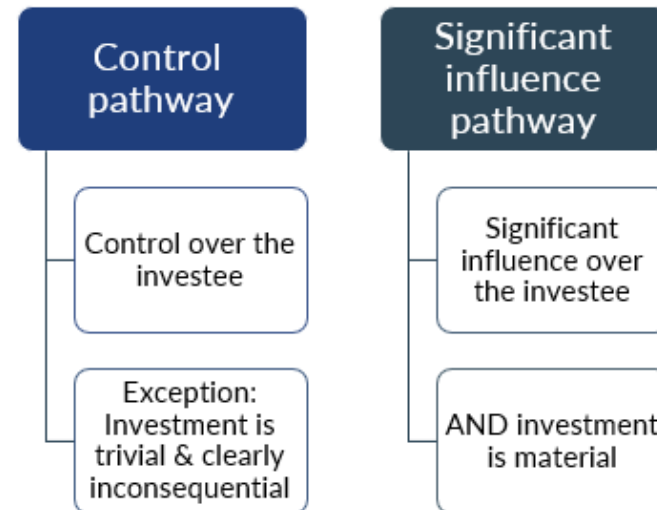 Control
pathway
Control over the
investee
Exception:
Investment is
trivial & clearly
inconsequential
Significant
influence
pathway
Significant
influence over
the investee
AND investment
is material